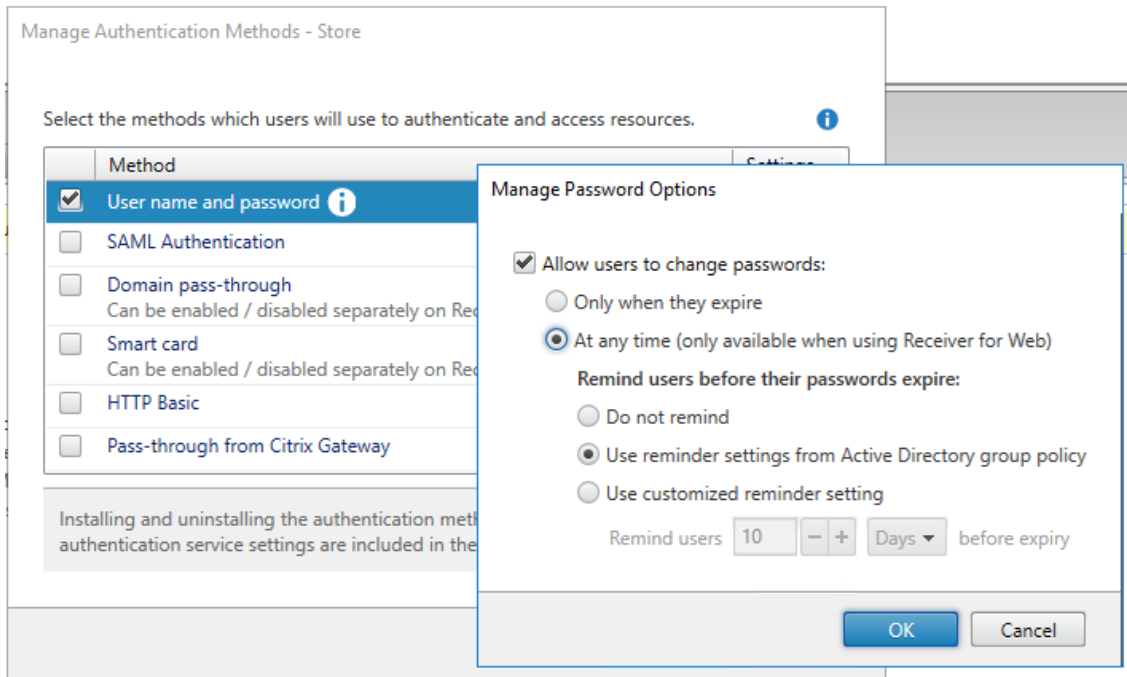 Manage Authentication Methods - Store
Select the methods which users will use to authenticate and access resources.
Method
User name and password
SAML Authentication
Domain pass-through
Can be enabled / disabled separately on Rec
Smart card
Can be enabled / disabled separately on Rec
HTTP Basic
Pass-through from Citrix Gateway
Installing and uninstalling the authentication met
authentication service settings are included in the
Settings
Manage Password Options
Allow users to change passwords:
Only when they expire
At any time (only available when using Receiver for Web)
Remind users before their passwords expire:
Do not remind
Use reminder settings from Active Directory group policy
Use customized reminder setting
Remind users 10 - + Days before expiry
OK Cancel